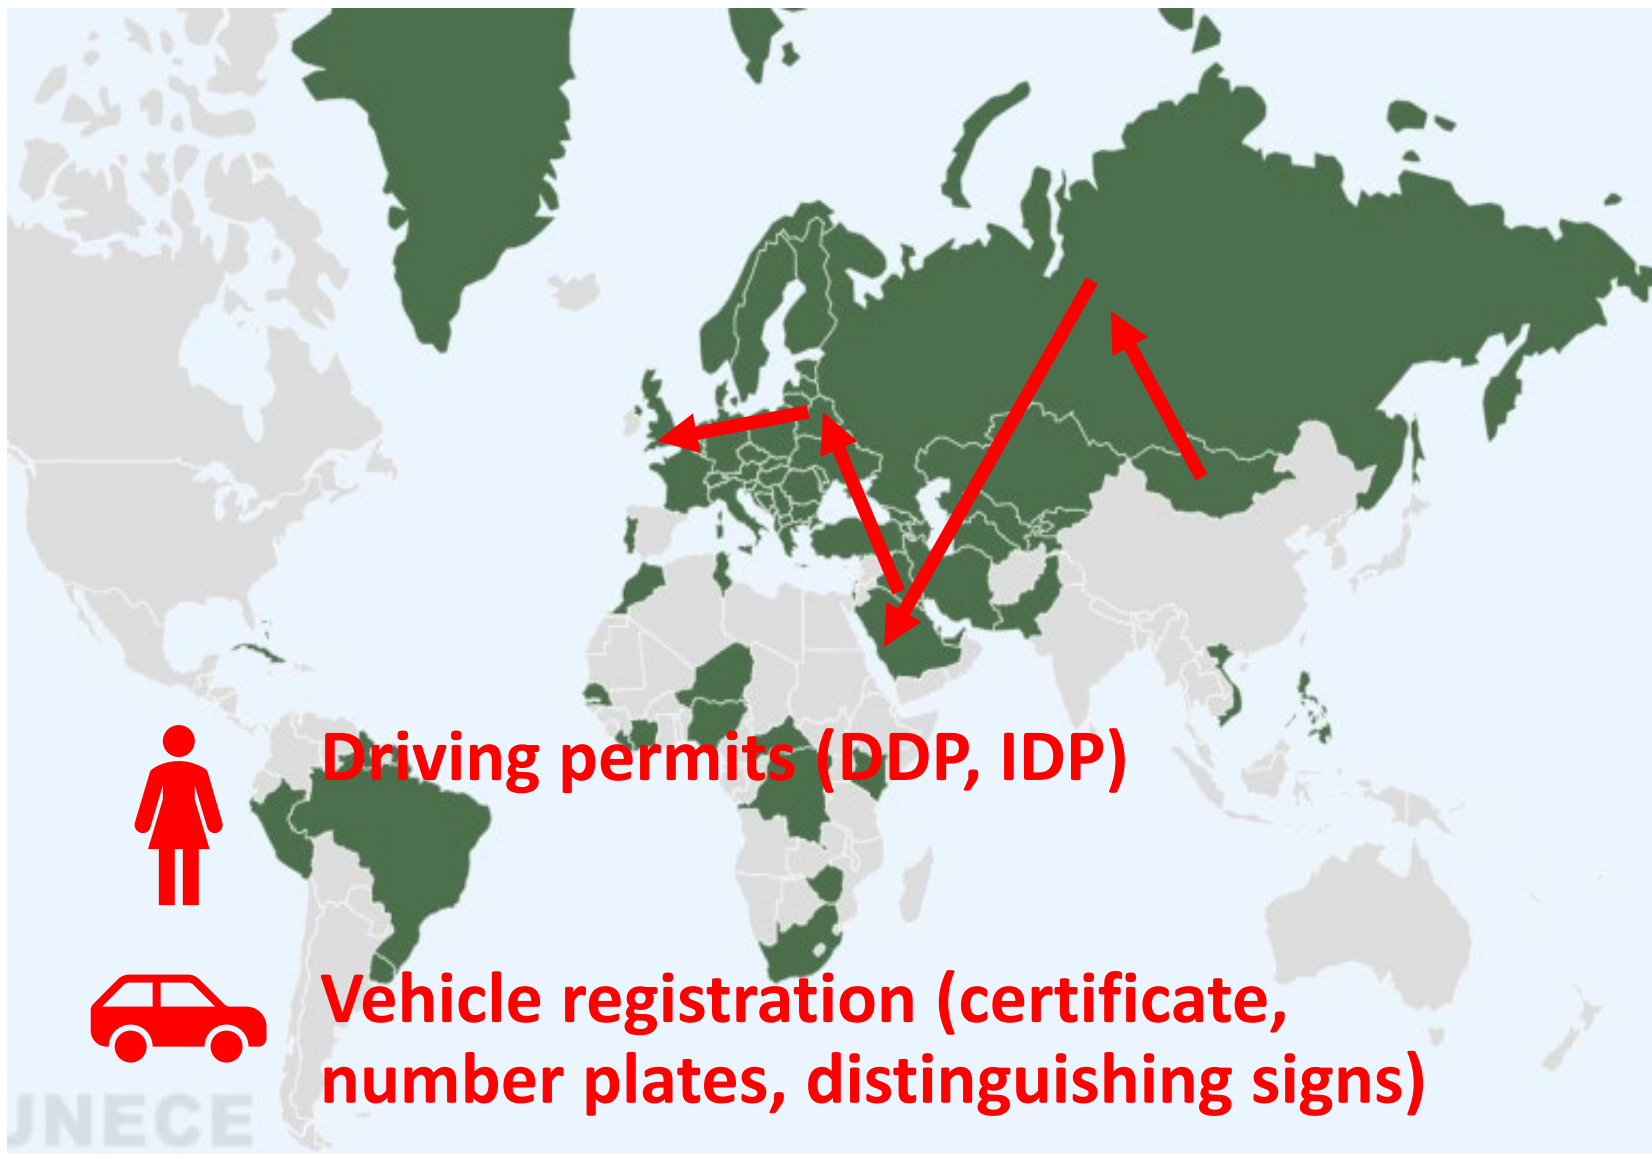 Driving permits (DDP, IDP)
Vehicle registration (certificate,
number plates, distinguishing signs)
UNECE